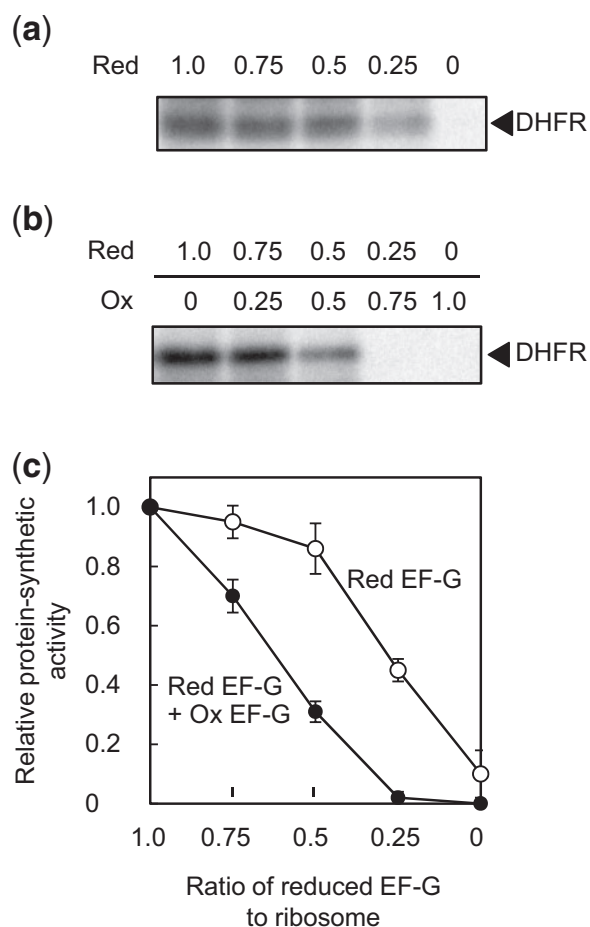 (a)
Red 1.0 0.75 0.5 0.25 0
DHFR
(b)
Red 1.0 0.75 0.5 0.25 0
Ox 0 0.25 0.5 0.75 1.0
DHFR
(c)
Relative protein-synthetic
activity
1.0
0.8
0.6
0.4
0.2
0
Red EF-G
Red EF-G
+ Ox EF-G
1.0 0.75 0.5 0.25 0
Ratio of reduced EF-G
to ribosome